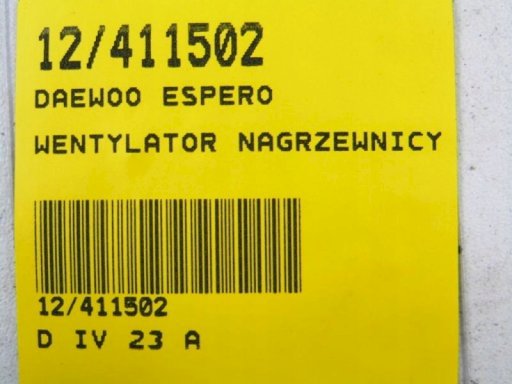 12/411502
DAEWOO ESPERO
WENTYLATOR NAGRZEWNICY
12/411502
D IV 23 A